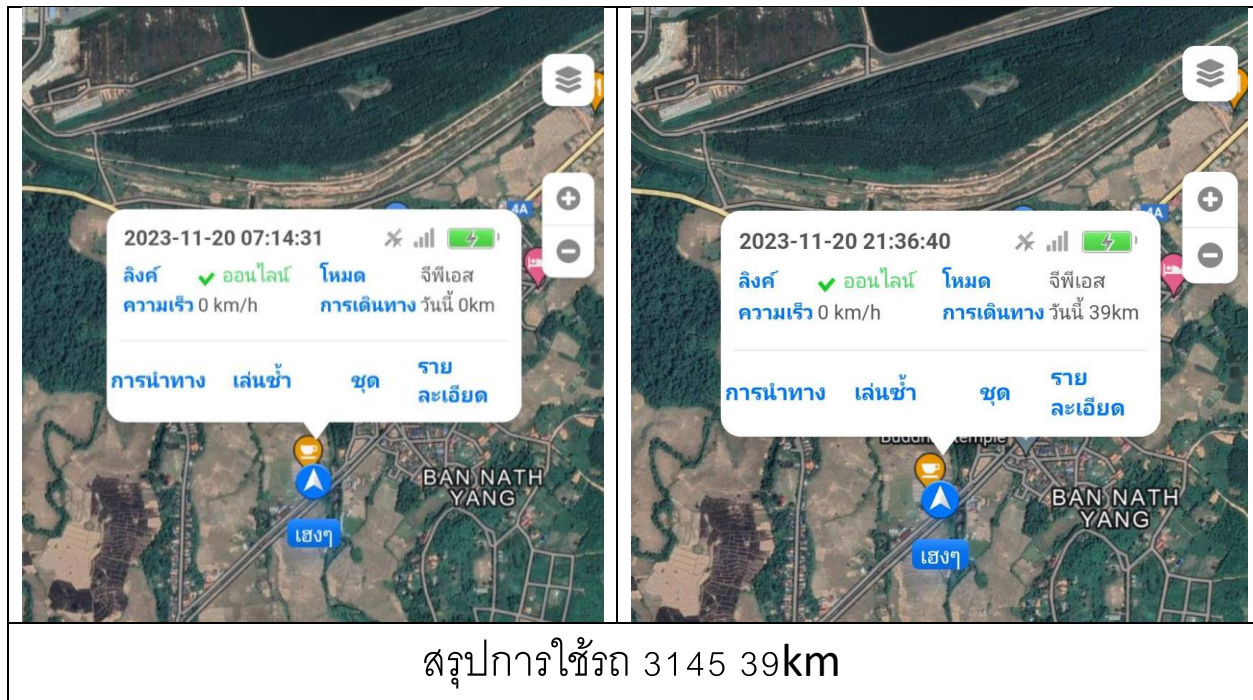 4A
2023-11-20 07:14:31
ลิงค์ ออนไลน์ โหมด จีพีเอส
ความเร็ว 0 km/h การเดินทาง วันนี้ 0km
การนำทาง เล่นซ้ำ ชุด ราย
ละเอียด
BAN NATH
YANG
เฮงๆ
4A
2023-11-20 21:36:40
ลิงค์ ออนไลน์ โหมด จีพีเอส
ความเร็ว 0 km/h การเดินทาง วันนี้ 39km
การนำทาง เล่นซ้ำ ชุด ราย
ละเอียด
BAN NATH
YANG
เฮงๆ
สรุปการใช้รถ 3145 39km